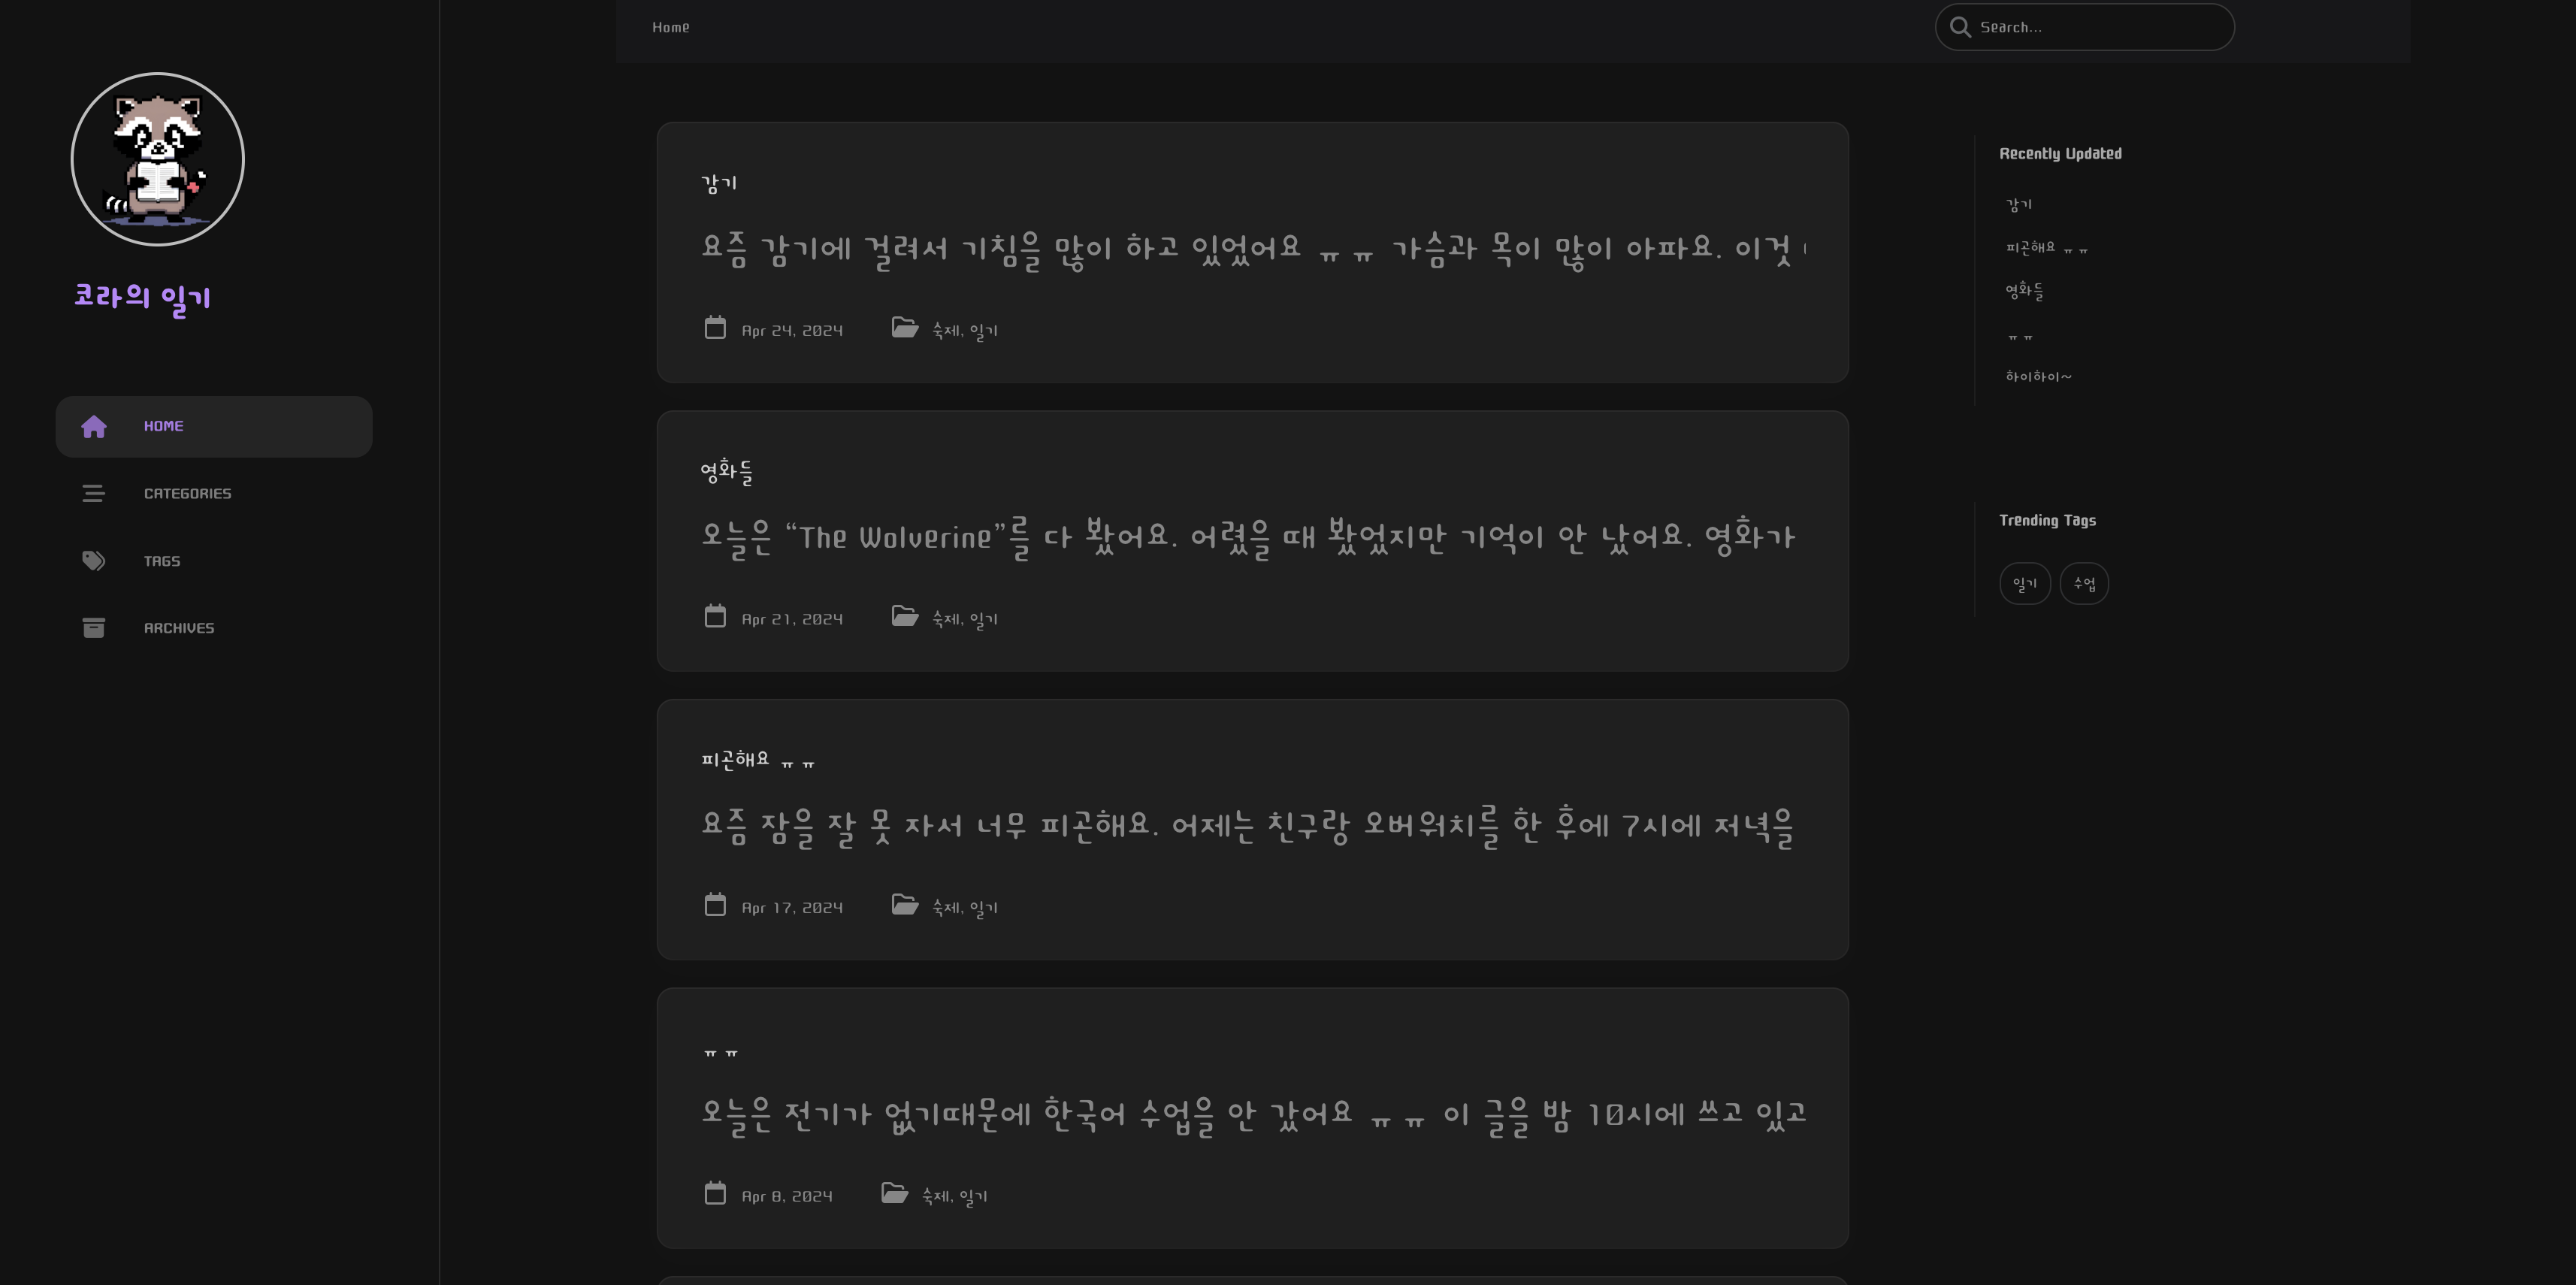 코라의 일기
HOME
CATEGORIES
TAGS
ARCHIVES
Home
Search...
감기
요즘 감기에 걸려서 기침을 많이 하고 있었어요 ㅠㅠ 가슴과 목이 많이 아파요. 이것
Apr 24, 2024 숙제, 일기
영화들
오늘은 “The Wolverine”를 다 봤어요. 어렸을 때 봤었지만 기억이 안 났어요. 영화가
Apr 21, 2024 숙제, 일기
피곤해요 ㅠㅠ
요즘 잠을 잘 못 자서 너무 피곤해요. 어제는 친구랑 오버워치를 한 후에 7시에 저녁을
Apr 17, 2024 숙제, 일기
ㅠㅠ
오늘은 전기가 없기때문에 한국어 수업을 안 갔어요 ㅠㅠ 이 글을 밤 10시에 쓰고 있고
Apr 8, 2024 숙제, 일기
Recently Updated
감기
피곤해요 ㅠㅠ
영화들
ㅠㅠ
하이하이~
Trending Tags
일기 수업